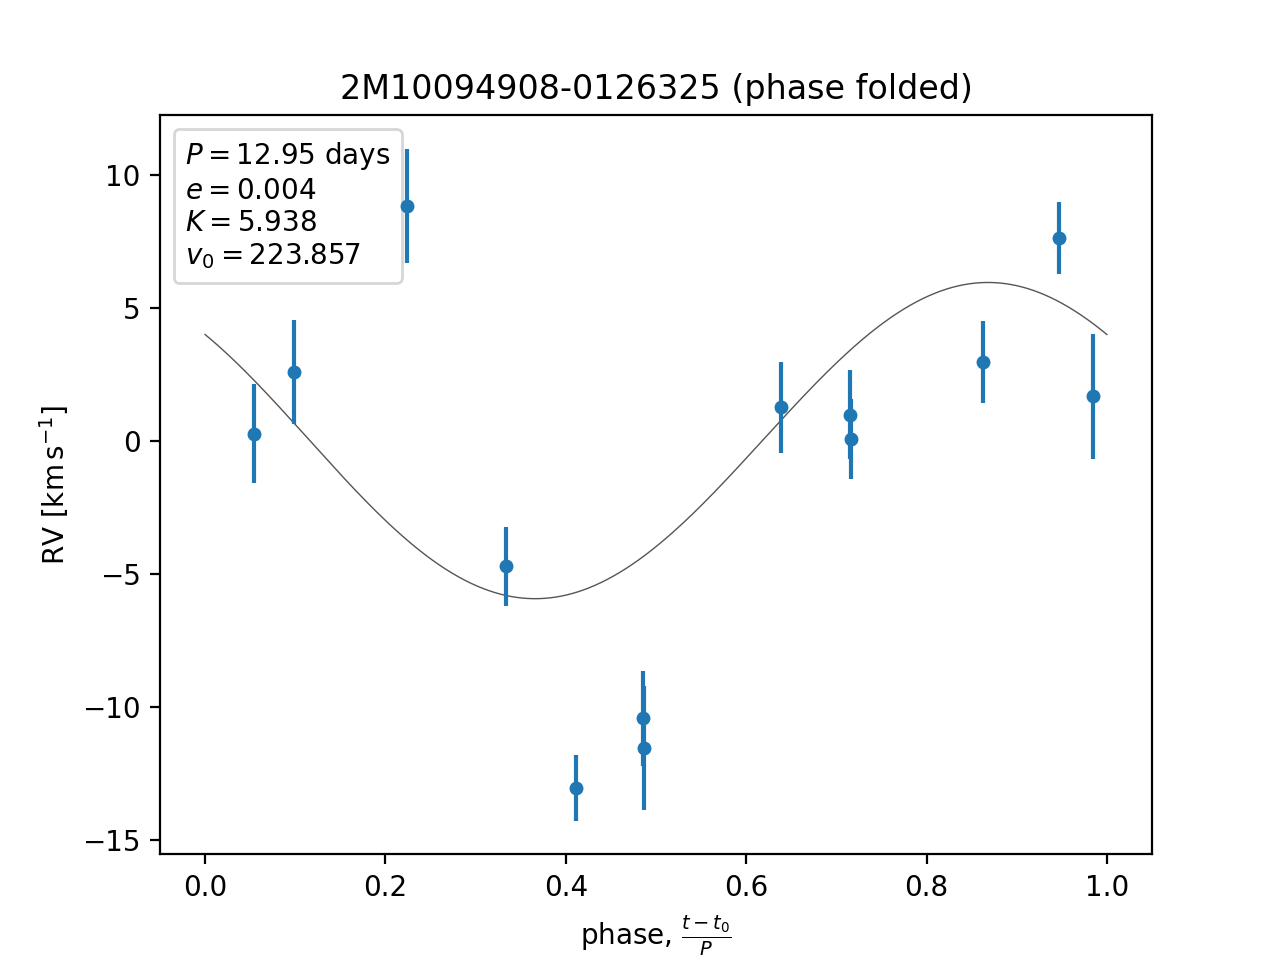 2M10094908-0126325 (phase folded)
P = 12.95 days
e = 0.004
K = 5.938
v₀ = 223.857
10
5
0
−5
−10
−15
RV [km s⁻¹]
0.0 0.2 0.4 0.6 0.8 1.0
phase, (t − t₀)/P